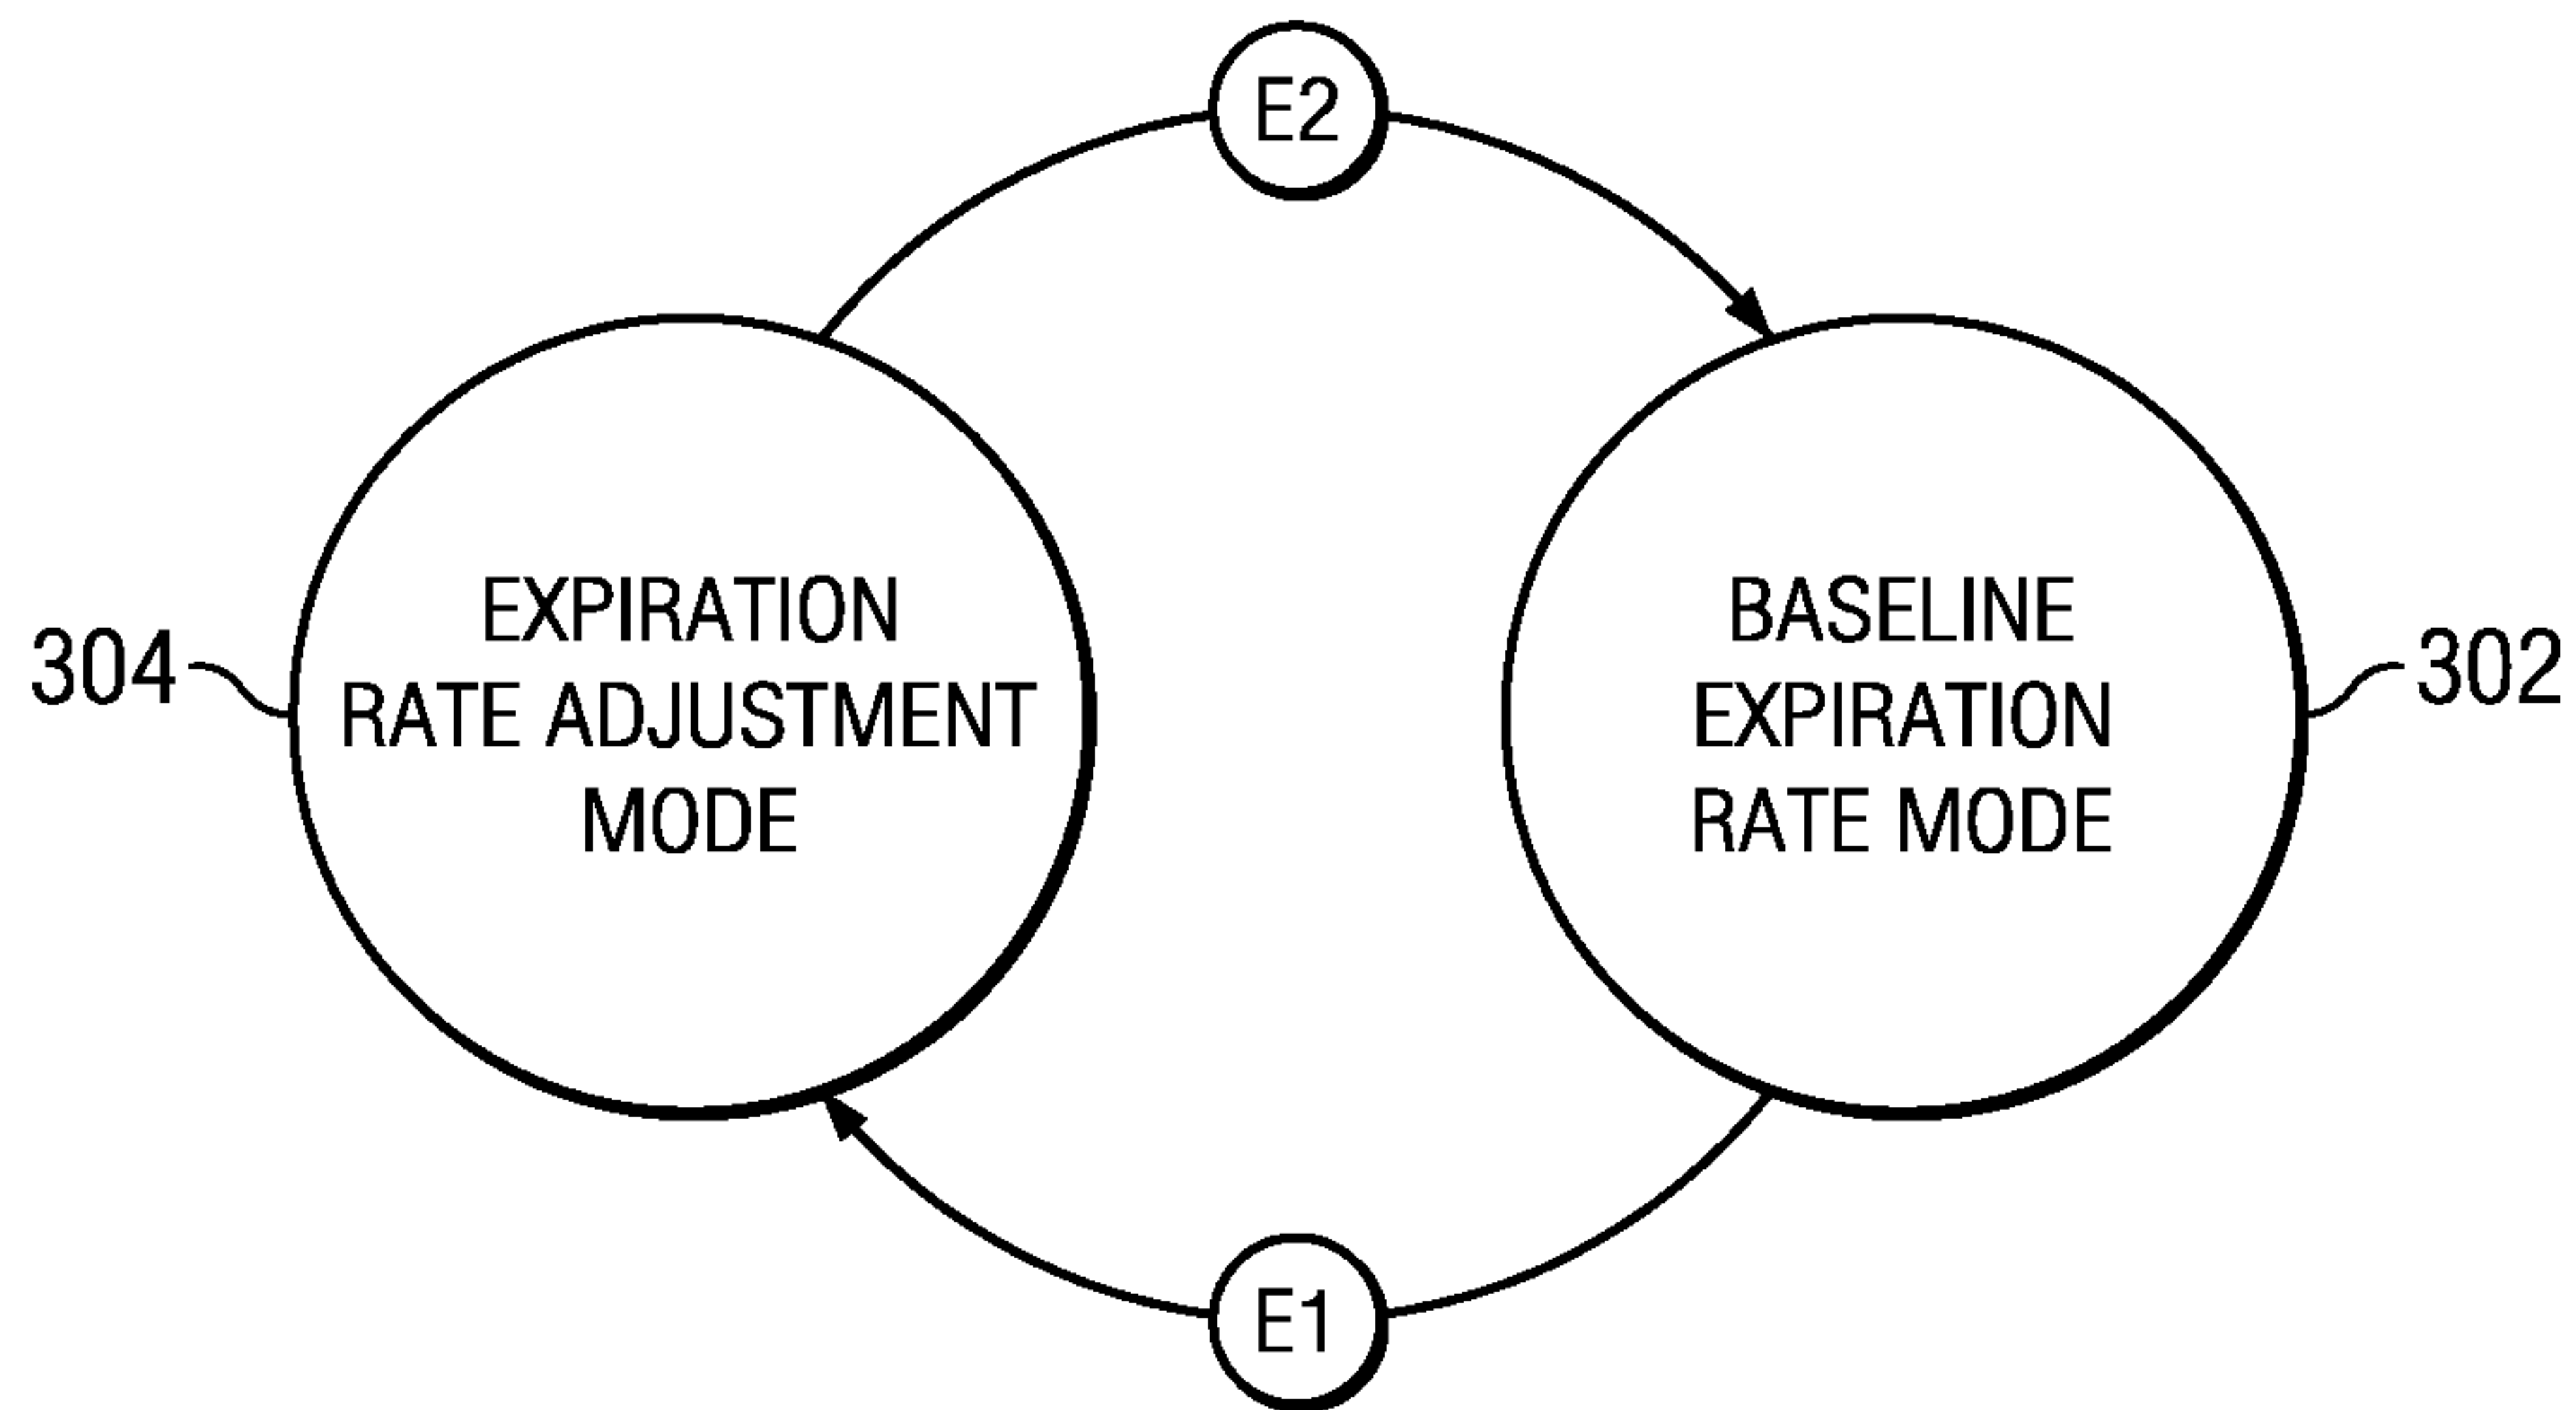 E2
EXPIRATION
RATE ADJUSTMENT
MODE
304
BASELINE
EXPIRATION
RATE MODE
302
E1